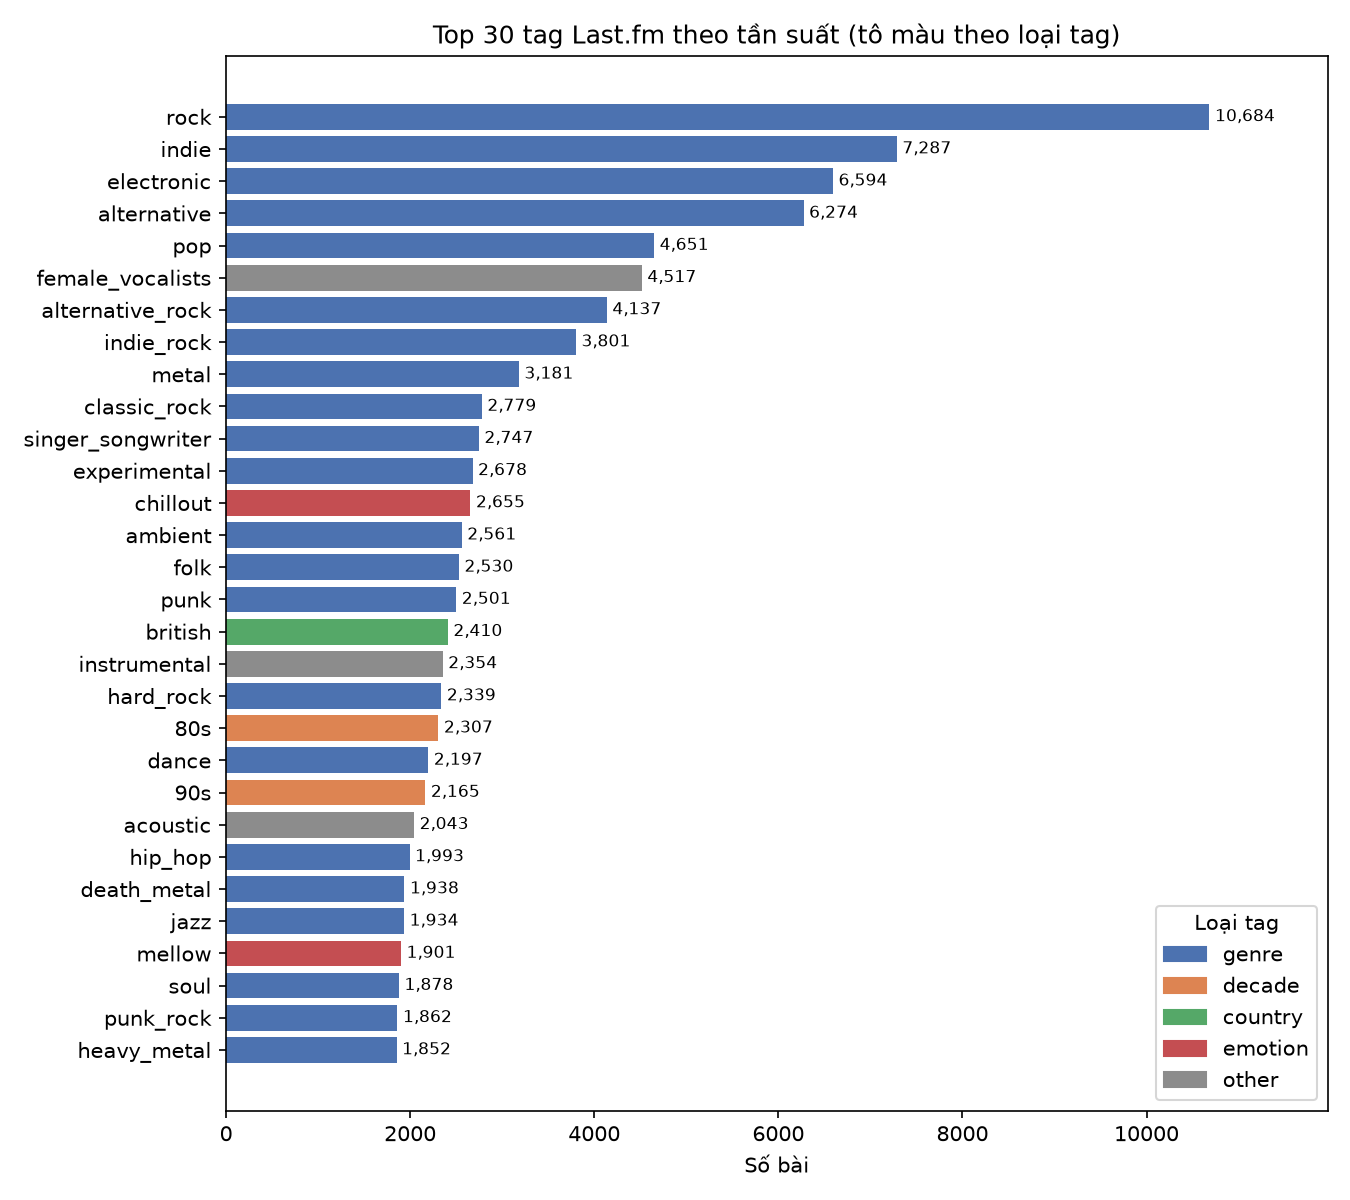 Top 30 tag Last.fm theo tần suất (tô màu theo loại tag)
rock 10,684
indie 7,287
electronic 6,594
alternative 6,274
pop 4,651
female_vocalists 4,517
alternative_rock 4,137
indie_rock 3,801
metal 3,181
classic_rock 2,779
singer_songwriter 2,747
experimental 2,678
chillout 2,655
ambient 2,561
folk 2,530
punk 2,501
british 2,410
instrumental 2,354
hard_rock 2,339
80s 2,307
dance 2,197
90s 2,165
acoustic 2,043
hip_hop 1,993
death_metal 1,938
jazz 1,934
mellow 1,901
soul 1,878
punk_rock 1,862
heavy_metal 1,852
Loại tag
genre
decade
country
emotion
other
0 2000 4000 6000 8000 10000
Số bài